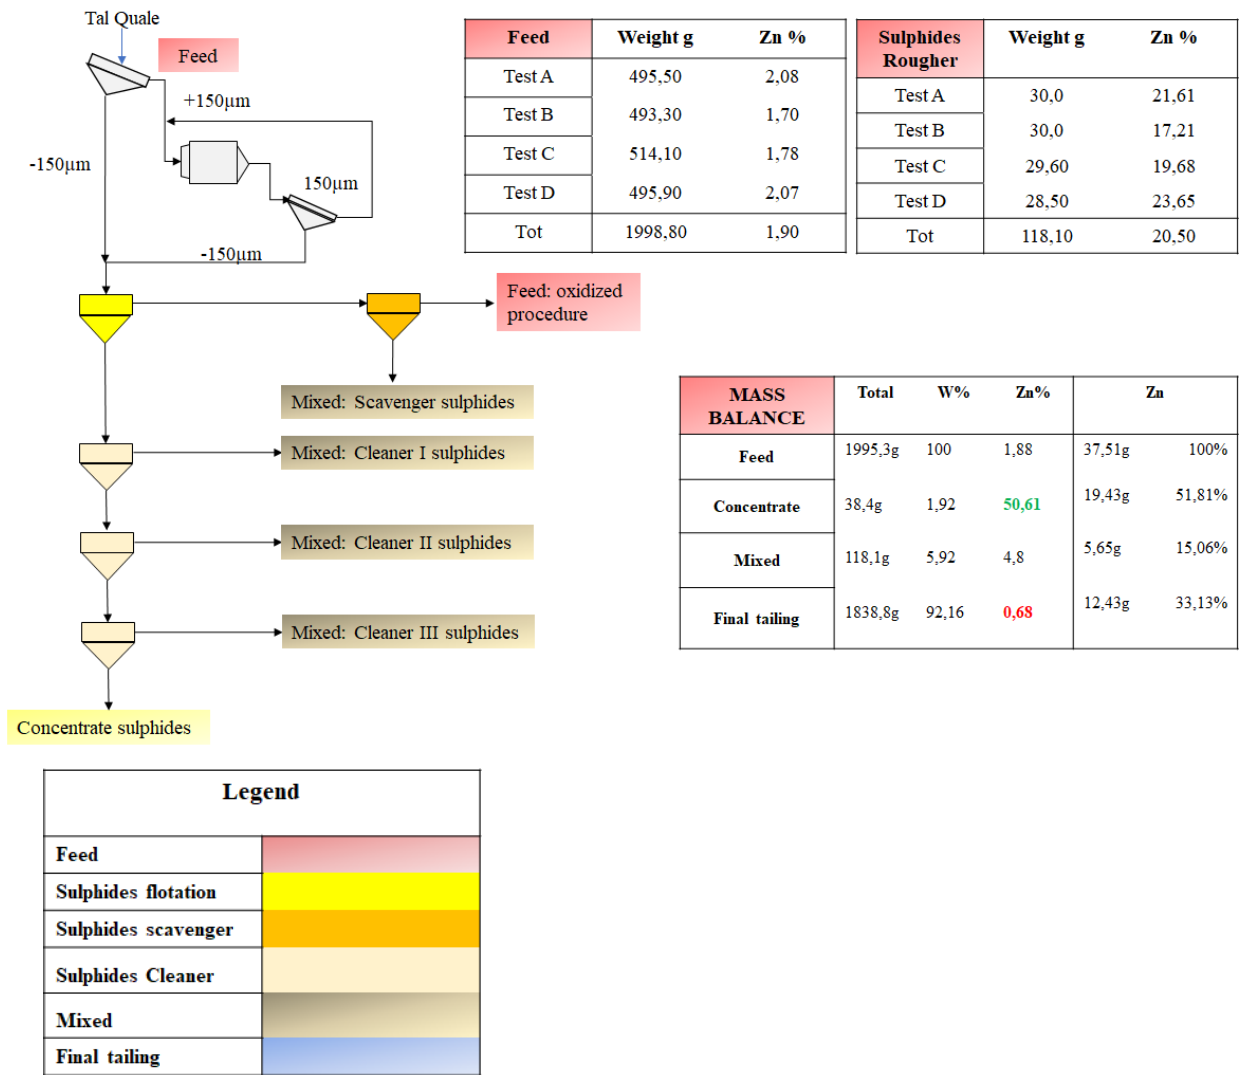 Tal Quale
Feed
+150µm
-150µm
150µm
-150µm
Feed: oxidized
procedure
Mixed: Scavenger sulphides
Mixed: Cleaner I sulphides
Mixed: Cleaner II sulphides
Mixed: Cleaner III sulphides
Concentrate sulphides
Feed Weight g Zn %
Test A 495,50 2,08
Test B 493,30 1,70
Test C 514,10 1,78
Test D 495,90 2,07
Tot 1998,80 1,90
Sulphides Weight g Zn %
Rougher
Test A 30,0 21,61
Test B 30,0 17,21
Test C 29,60 19,68
Test D 28,50 23,65
Tot 118,10 20,50
MASS Total W% Zn% Zn
BALANCE
Feed 1995,3g 100 1,88 37,51g 100%
Concentrate 38,4g 1,92 50,61 19,43g 51,81%
Mixed 118,1g 5,92 4,8 5,65g 15,06%
Final tailing 1838,8g 92,16 0,68 12,43g 33,13%
Legend
Feed
Sulphides flotation
Sulphides scavenger
Sulphides Cleaner
Mixed
Final tailing